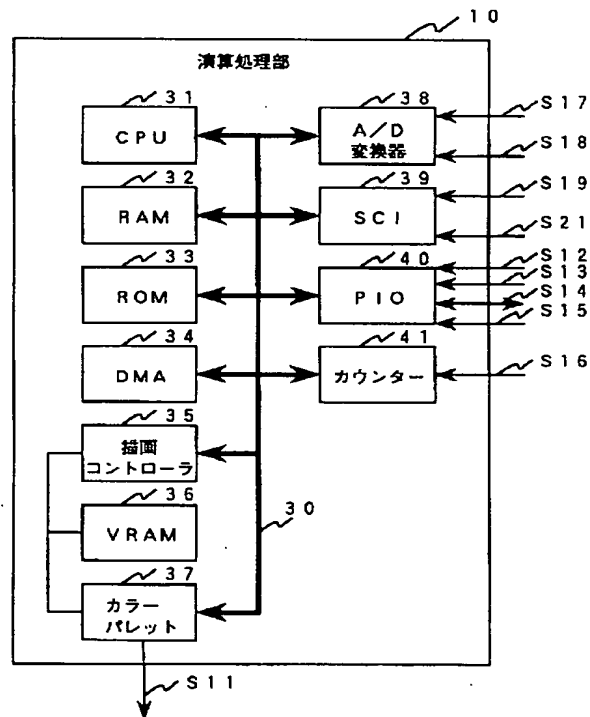 10
演算処理部
31
CPU
32
RAM
33
ROM
34
DMA
35
描画
コントローラ
36
VRAM
37
カラー
パレット
S11
30
38
A/D
変換器
S17
S18
39
SCI
S19
S21
40
PIO
S12
S13
S14
S15
41
カウンター
S16